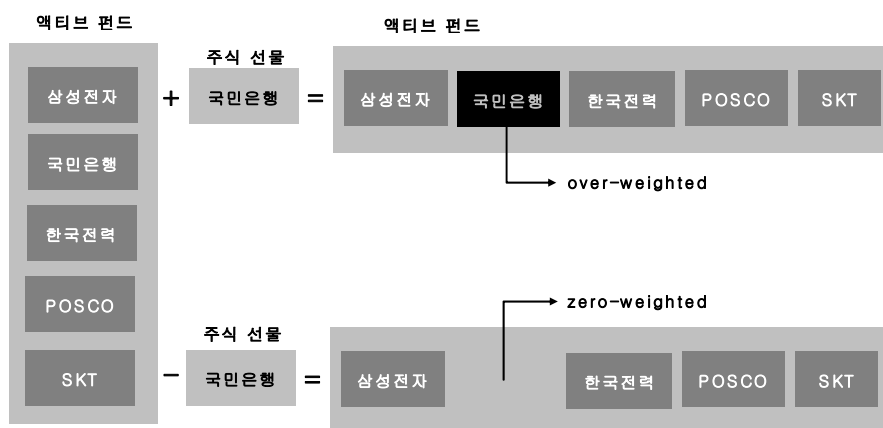 액티브 펀드
삼성전자
국민은행
한국전력
POSCO
SKT
+
주식 선물
국민은행
=
액티브 펀드
삼성전자
국민은행
한국전력
POSCO
SKT
over-weighted
-
주식 선물
국민은행
=
zero-weighted
삼성전자
한국전력
POSCO
SKT